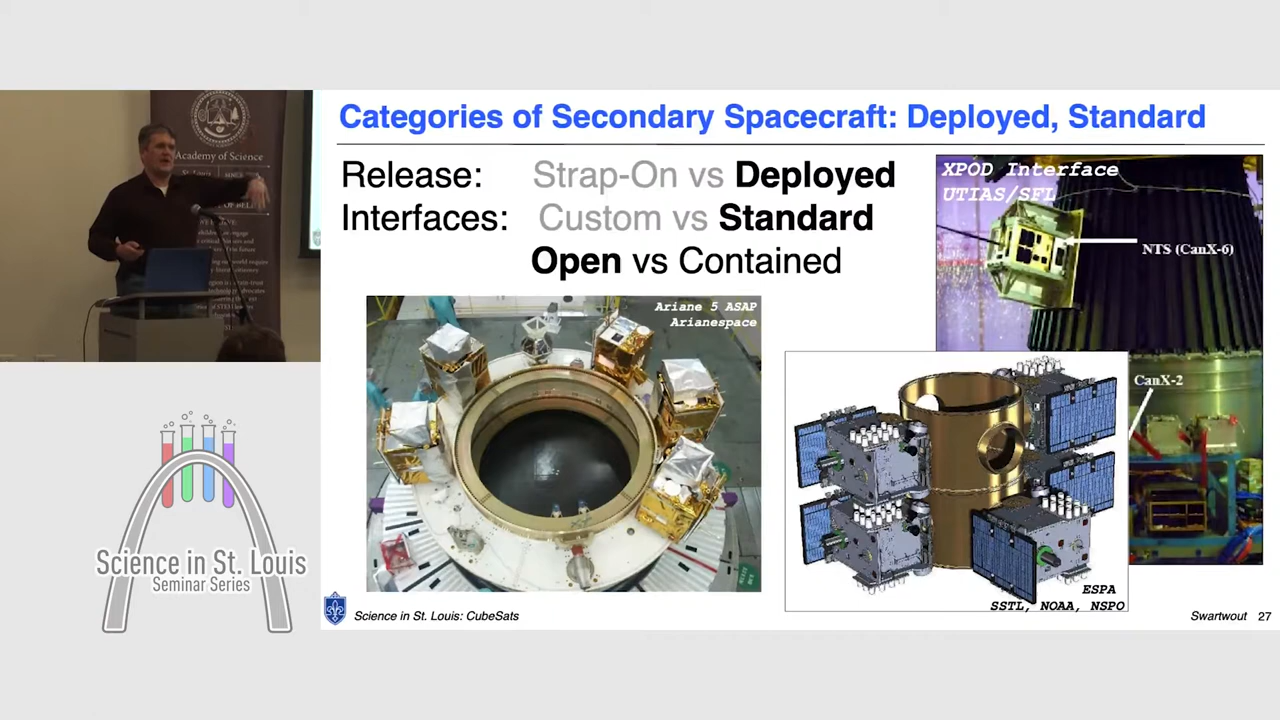 Categories of Secondary Spacecraft: Deployed, Standard
Release: Strap-On vs Deployed
Interfaces: Custom vs Standard
Open vs Contained
XPOD Interface
UTIAS/SFL
NTS (CanX-6)
CanX-2
Ariane 5 ASAP
Arianespace
ESPA
SSTL, NOAA, NSPO
Academy of Science
Science in St. Louis
Seminar Series
Science in St. Louis: CubeSats
Swartwout 27